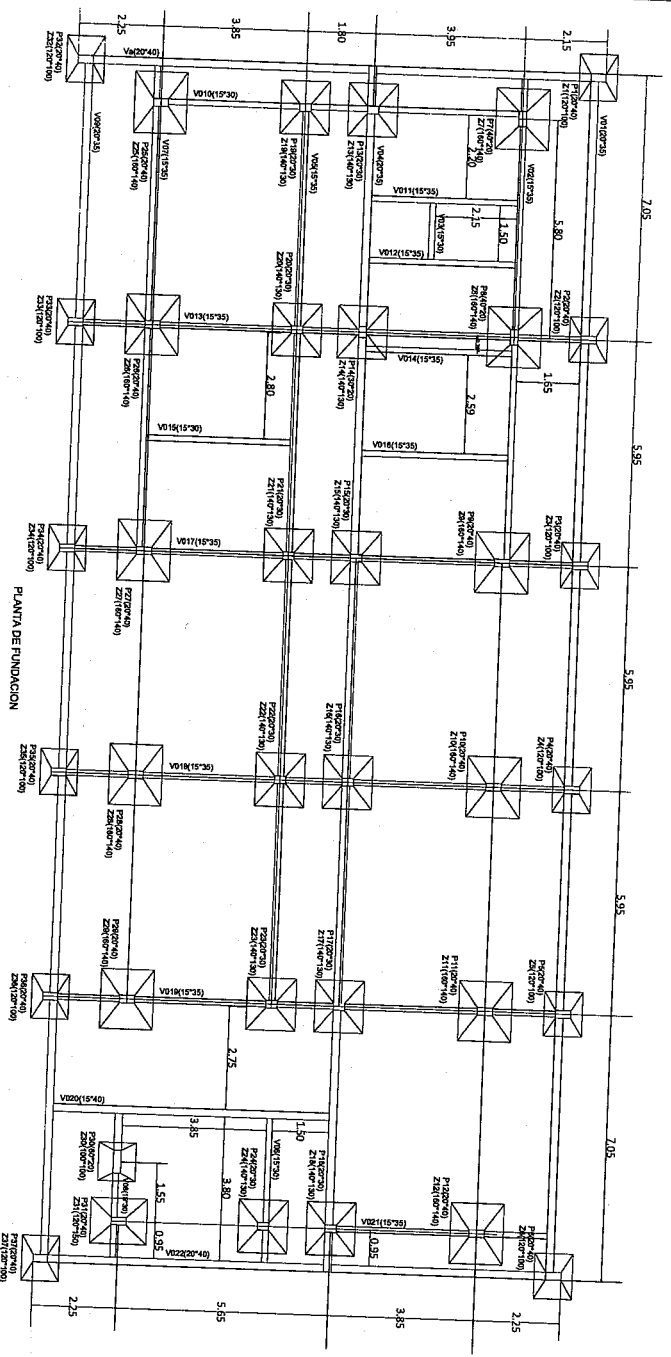 2.25
3.85
1.80
3.95
2.15
P32(20*40)
Z32(120*100)
Va(20*40)
P1(20*40)
Z1(120*100)
V09(20*35)
V010(15*30)
V01(20*35)
7.05
P25(20*40)
Z25(160*140)
V07(15*35)
P19(20*30)
Z19(140*130)
V05(15*35)
P13(20*30)
Z13(140*130)
V04(20*35)
P7(40*20)
Z7(160*140)
V02(15*35)
2.20
5.80
V011(15*35)
2.15
V03(15*30)
1.50
V012(15*35)
P33(20*40)
Z33(120*100)
V013(15*35)
P20(20*30)
Z20(140*130)
P8(40*20)
Z8(160*140)
P2(20*40)
Z2(120*100)
P26(20*40)
Z26(160*140)
P14(30*20)
Z14(140*130)
V014(15*35)
1.65
2.80
2.59
5.95
V015(15*30)
V016(15*35)
P34(20*40)
Z34(120*100)
V017(15*35)
P21(20*30)
Z21(140*130)
P15(20*30)
Z15(140*130)
P9(20*40)
Z9(160*140)
P3(20*40)
Z3(120*100)
P27(20*40)
Z27(160*140)
5.95
PLANTA DE FUNDACION
P35(20*40)
Z35(120*100)
V018(15*35)
P22(20*30)
Z22(140*130)
P16(20*30)
Z16(140*130)
P10(20*40)
Z10(160*140)
P4(20*40)
Z4(120*100)
P28(20*40)
Z28(160*140)
5.95
P36(20*40)
Z36(120*100)
P29(20*40)
Z29(160*140)
V019(15*35)
P23(20*30)
Z23(140*130)
P17(20*30)
Z17(140*130)
P11(20*40)
Z11(160*140)
P5(20*40)
Z5(120*100)
2.75
7.05
V020(15*40)
3.85
1.50
P30(60*20)
Z30(100*100)
V08(15*30)
1.55
V06(15*30)
3.80
P31(20*40)
0.95
P24(20*30)
Z24(140*130)
P18(20*30)
Z18(140*130)
V021(15*35)
0.95
P12(20*40)
Z12(160*140)
V022(20*40)
P37(20*40)
Z37(120*100)
2.25
5.65
3.85
2.25